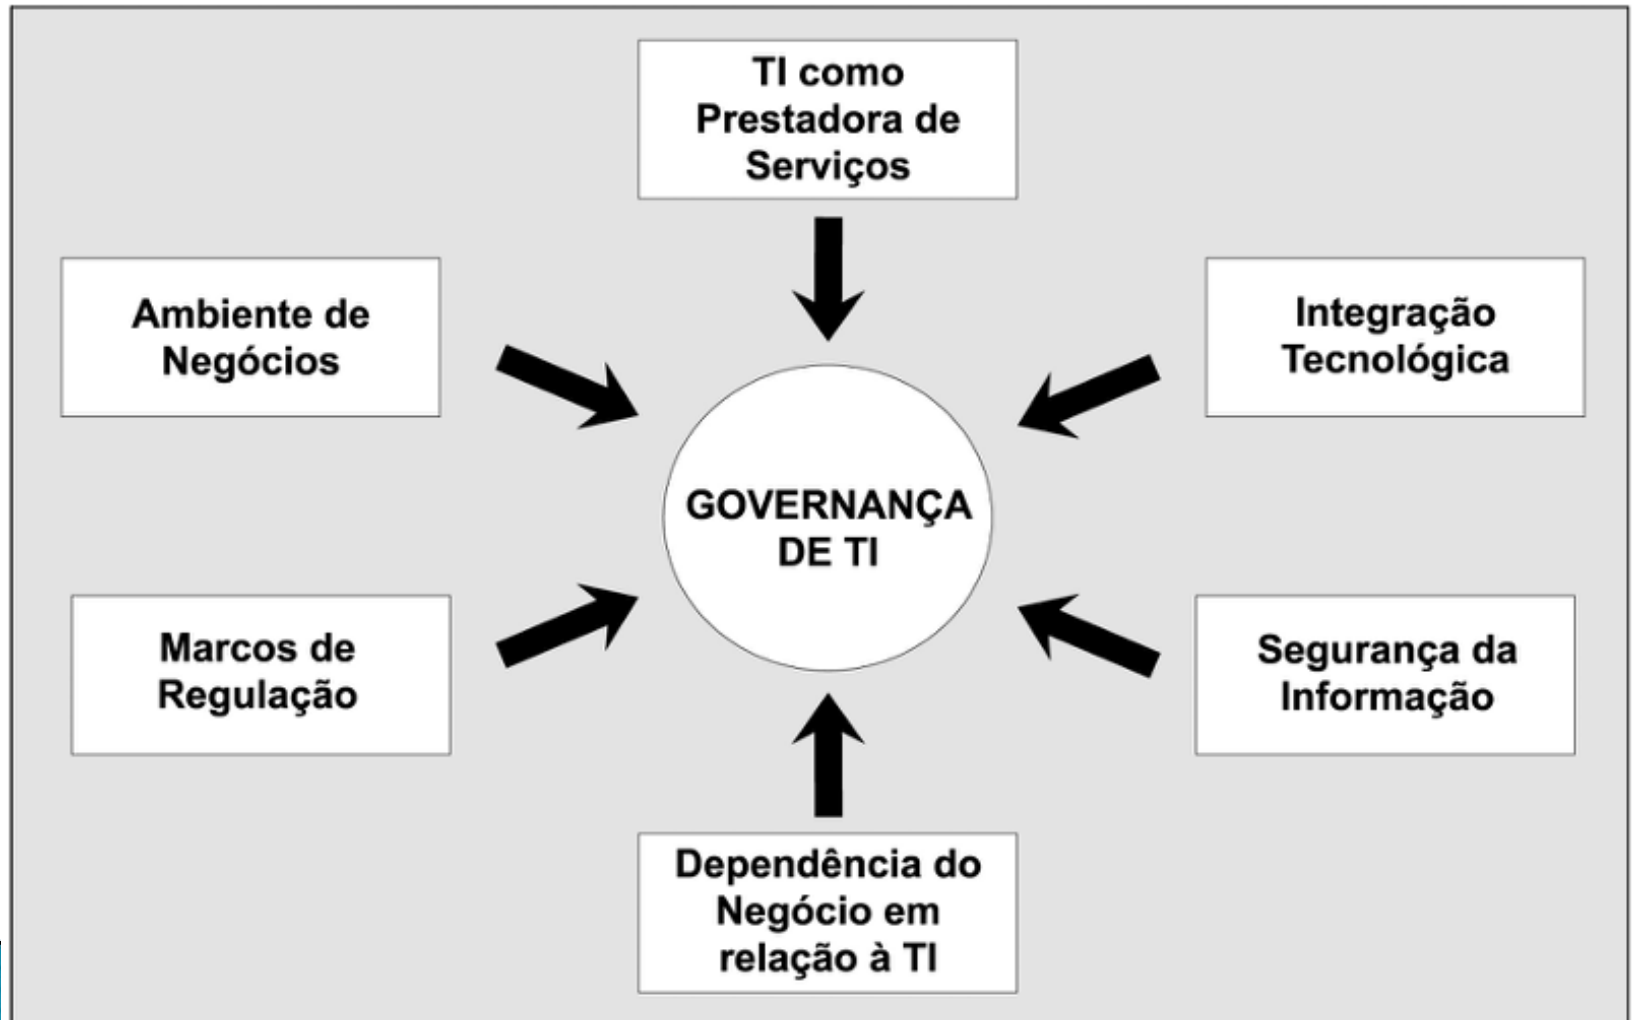 TI como
Prestadora de
Serviços
Ambiente de
Negócios
Integração
Tecnológica
GOVERNANÇA
DE TI
Marcos de
Regulação
Segurança da
Informação
Dependência do
Negócio em
relação à TI